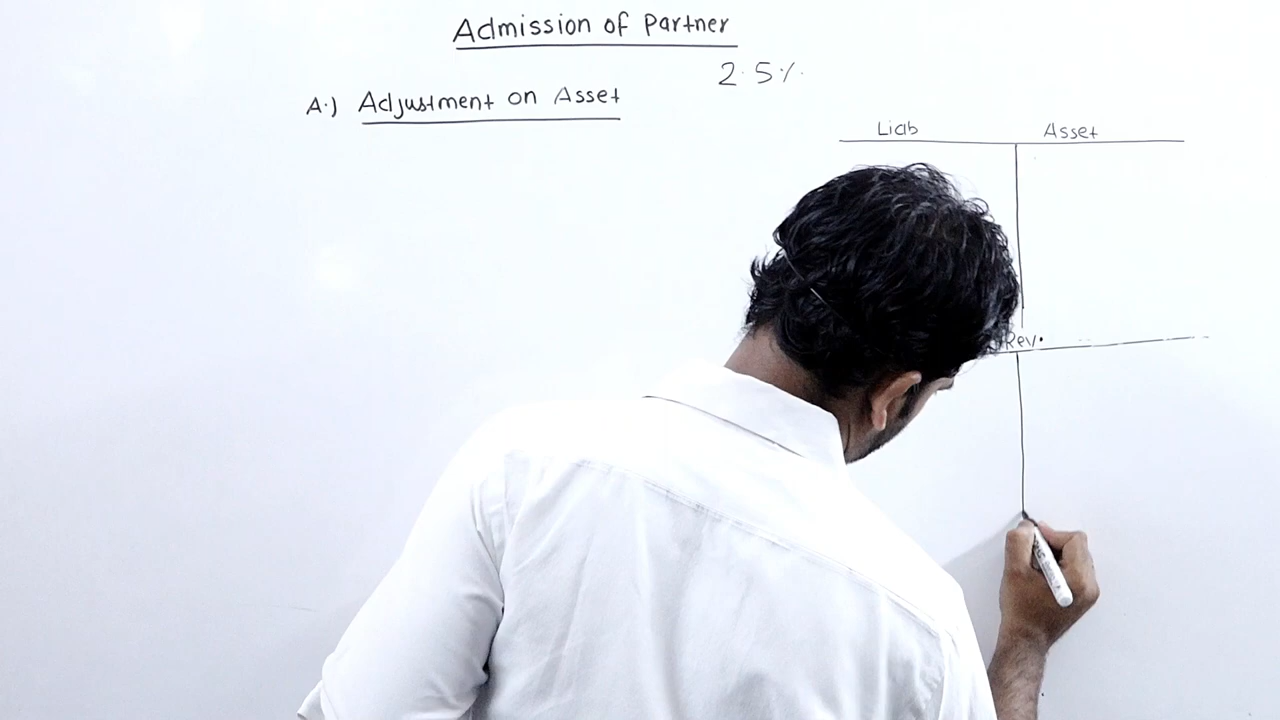 Admission of Partner
2.5%.
A.) Adjustment on Asset
Liab Asset
Rev.